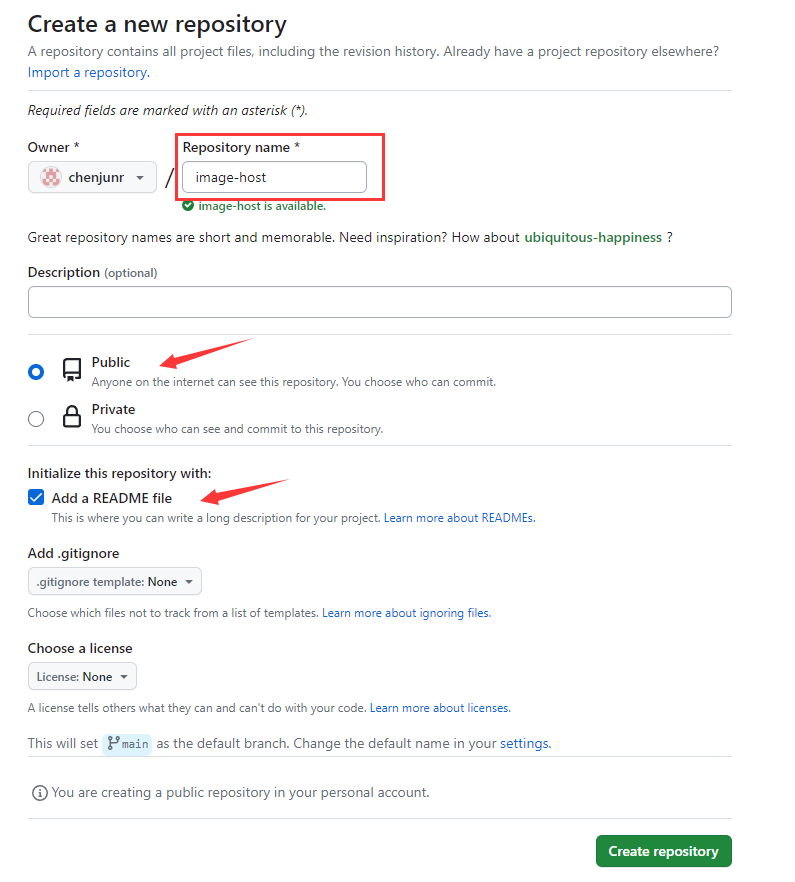 Create a new repository
A repository contains all project files, including the revision history. Already have a project repository elsewhere?
Import a repository.
Required fields are marked with an asterisk (*).
Owner *
Repository name *
chenjunr
/
image-host
image-host is available.
Great repository names are short and memorable. Need inspiration? How about ubiquitous-happiness ?
Description (optional)
Public
Anyone on the internet can see this repository. You choose who can commit.
Private
You choose who can see and commit to this repository.
Initialize this repository with:
Add a README file
This is where you can write a long description for your project. Learn more about READMEs.
Add .gitignore
.gitignore template: None
Choose which files not to track from a list of templates. Learn more about ignoring files.
Choose a license
License: None
A license tells others what they can and can't do with your code. Learn more about licenses.
This will set main as the default branch. Change the default name in your settings.
You are creating a public repository in your personal account.
Create repository